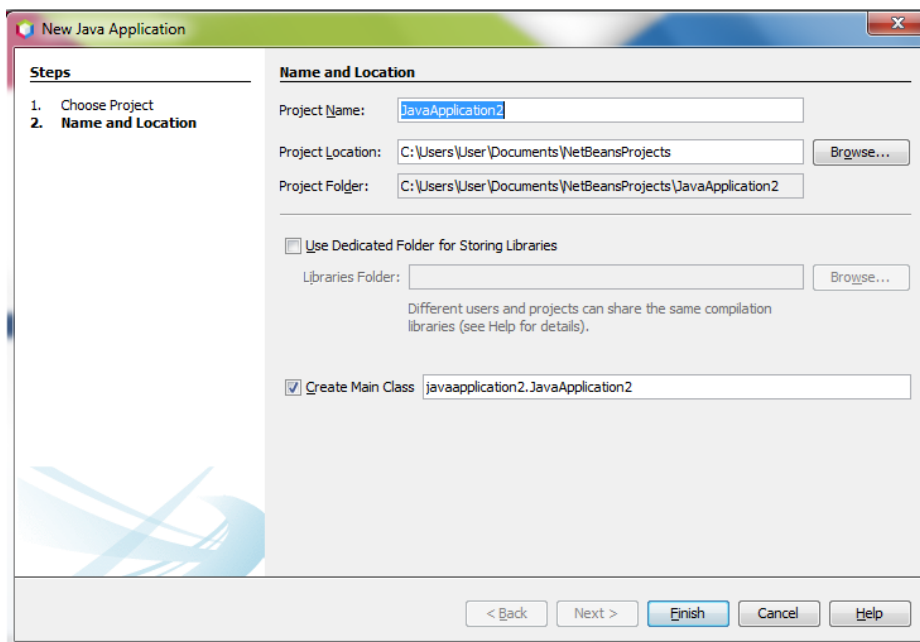 New Java Application
Steps
1. Choose Project
2. Name and Location
Name and Location
Project Name: JavaApplication2
Project Location: C:\Users\User\Documents\NetBeansProjects Browse...
Project Folder: C:\Users\User\Documents\NetBeansProjects\JavaApplication2
Use Dedicated Folder for Storing Libraries
Libraries Folder: Browse...
Different users and projects can share the same compilation
libraries (see Help for details).
Create Main Class javaapplication2.JavaApplication2
< Back Next > Finish Cancel Help